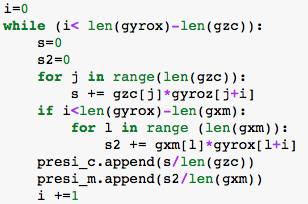 i=0
while (i< len(gyrox)-len(gzc)):
    s=0
    s2=0
    for j in range(len(gzc)):
        s += gzc[j]*gyroz[j+i]
    if i<len(gyrox)-len(gxm):
        for l in range (len(gxm)):
            s2 += gxm[l]*gyrox[l+i]
    presi_c.append(s/len(gzc))
    presi_m.append(s2/len(gxm))
    i +=1